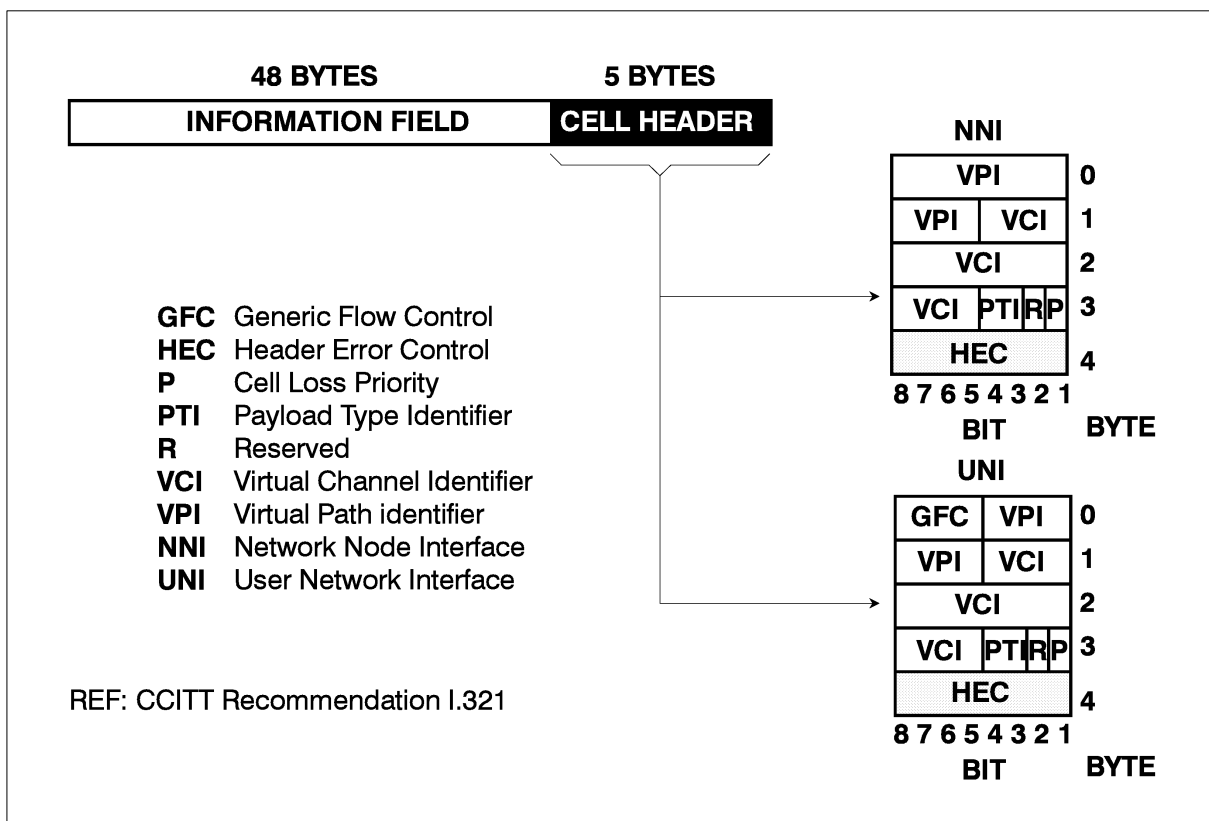 48 BYTES 5 BYTES
INFORMATION FIELD CELL HEADER
NNI
VPI 0
VPI VCI 1
VCI 2
VCI PTI R P 3
HEC 4
8 7 6 5 4 3 2 1
BIT BYTE
GFC Generic Flow Control
HEC Header Error Control
P Cell Loss Priority
PTI Payload Type Identifier
R Reserved
VCI Virtual Channel Identifier
VPI Virtual Path identifier
NNI Network Node Interface
UNI User Network Interface
UNI
GFC VPI 0
VPI VCI 1
VCI 2
VCI PTI R P 3
HEC 4
8 7 6 5 4 3 2 1
BIT BYTE
REF: CCITT Recommendation I.321